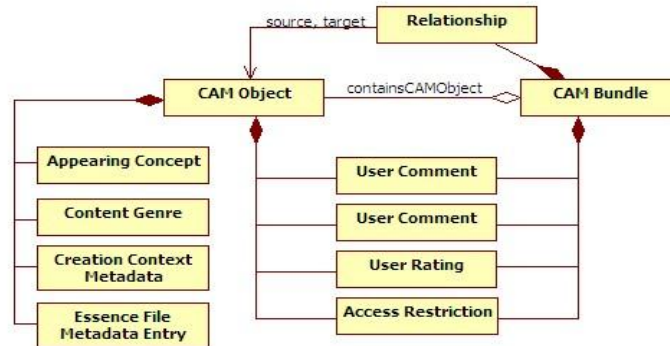 source, target
Relationship
CAM Object
containsCAMObject
CAM Bundle
Appearing Concept
Content Genre
Creation Context
Metadata
Essence File
Metadata Entry
User Comment
User Comment
User Rating
Access Restriction